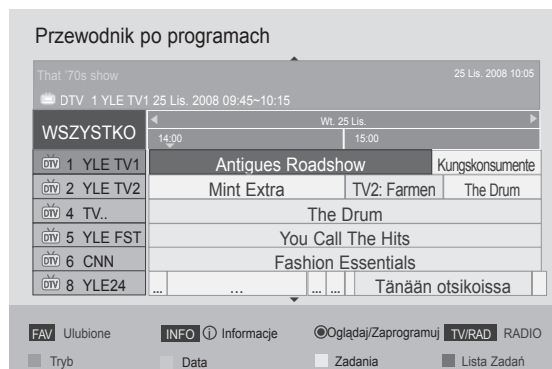 Przewodnik po programach
That '70s show 25 Lis. 2008 10:05
DTV 1 YLE TV1 25 Lis. 2008 09:45~10:15
WSZYSTKO
Wt. 25 Lis.
14:00 15:00
DTV 1 YLE TV1 Antigues Roadshow Kungskonsumente
DTV 2 YLE TV2 Mint Extra TV2: Farmen The Drum
DTV 4 TV.. The Drum
DTV 5 YLE FST You Call The Hits
DTV 6 CNN Fashion Essentials
DTV 8 YLE24 ... ... ... ... Tänään otsikoissa
FAV Ulubione INFO ⓘ Informacje ◉Oglądaj/Zaprogramuj TV/RAD RADIO
Tryb Data Zadania Lista Zadań